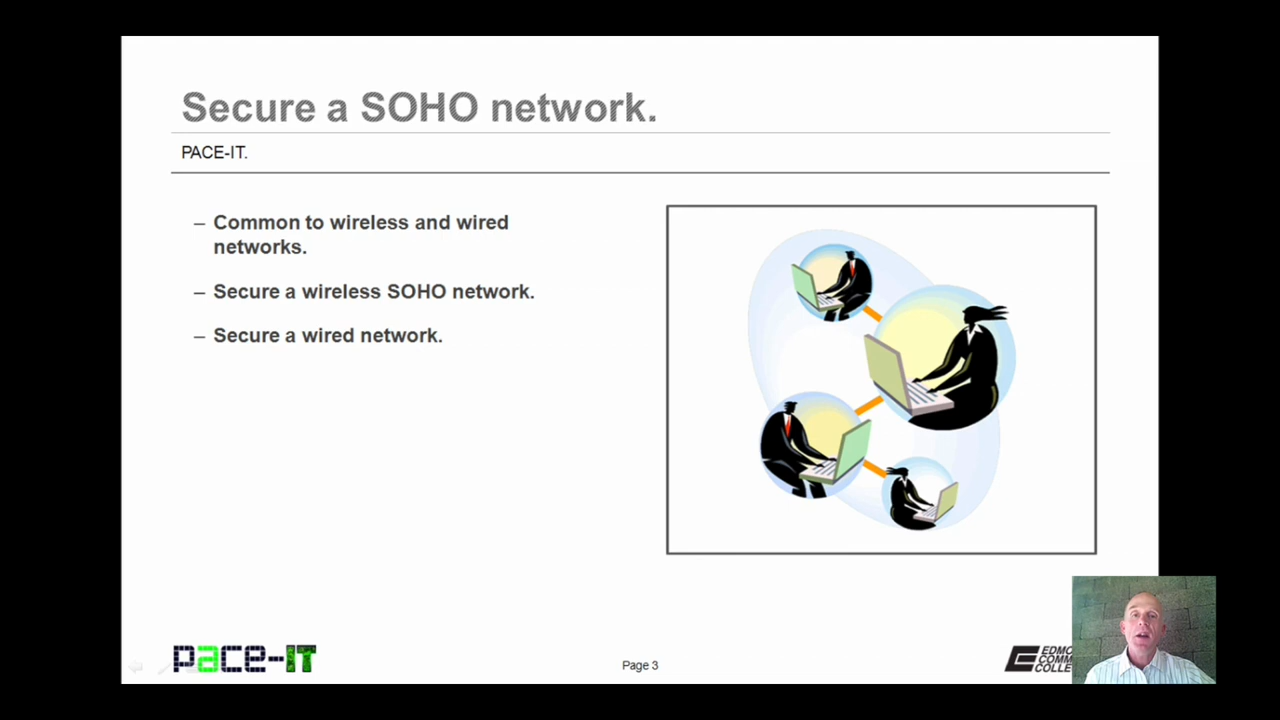 Secure a SOHO network.
PACE-IT.
– Common to wireless and wired
networks.
– Secure a wireless SOHO network.
– Secure a wired network.
pace-IT
Page 3